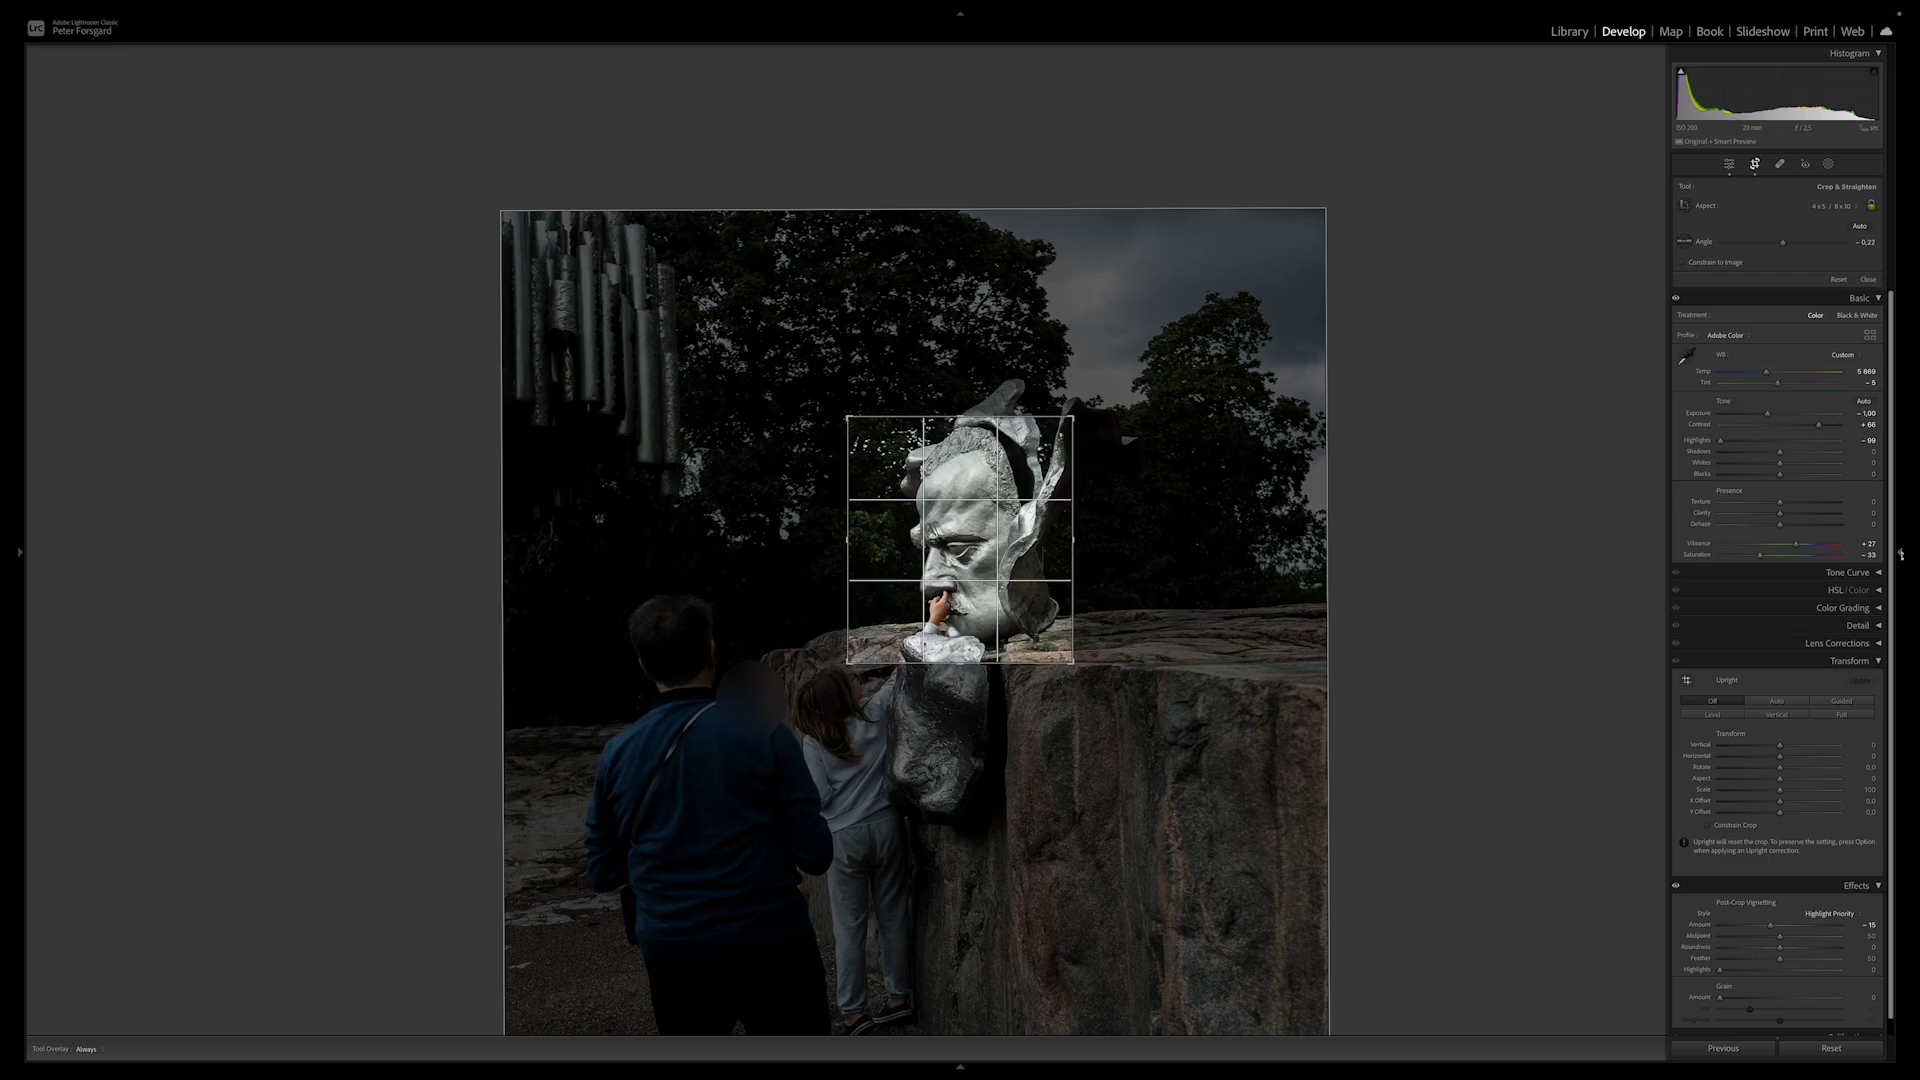 LrC Adobe Lightroom Classic
Peter Forsgard
Library | Develop | Map | Book | Slideshow | Print | Web
Histogram
ISO 200 20 mm ƒ / 2,5 sec
Original + Smart Preview
Tool : Crop & Straighten
Aspect : 4 x 5 / 8 x 10
Auto
Angle - 0,22
Constrain to Image
Reset Close
Basic
Treatment : Color Black & White
Profile : Adobe Color
WB : Custom
Temp 5 869
Tint - 5
Tone Auto
Exposure - 1,00
Contrast + 66
Highlights - 99
Shadows 0
Whites 0
Blacks 0
Presence
Texture 0
Clarity 0
Dehaze 0
Vibrance + 27
Saturation - 33
Tone Curve
HSL / Color
Color Grading
Detail
Lens Corrections
Transform
Upright Update
Off Auto Guided
Level Vertical Full
Transform
Vertical 0
Horizontal 0
Rotate 0,0
Aspect 0
Scale 100
X Offset 0,0
Y Offset 0,0
Constrain Crop
Upright will reset the crop. To preserve the setting, press Option
when applying an Upright correction.
Effects
Post-Crop Vignetting
Style Highlight Priority
Amount - 15
Midpoint 50
Roundness 0
Feather 50
Highlights 0
Grain
Amount 0
Tool Overlay : Always
Previous Reset